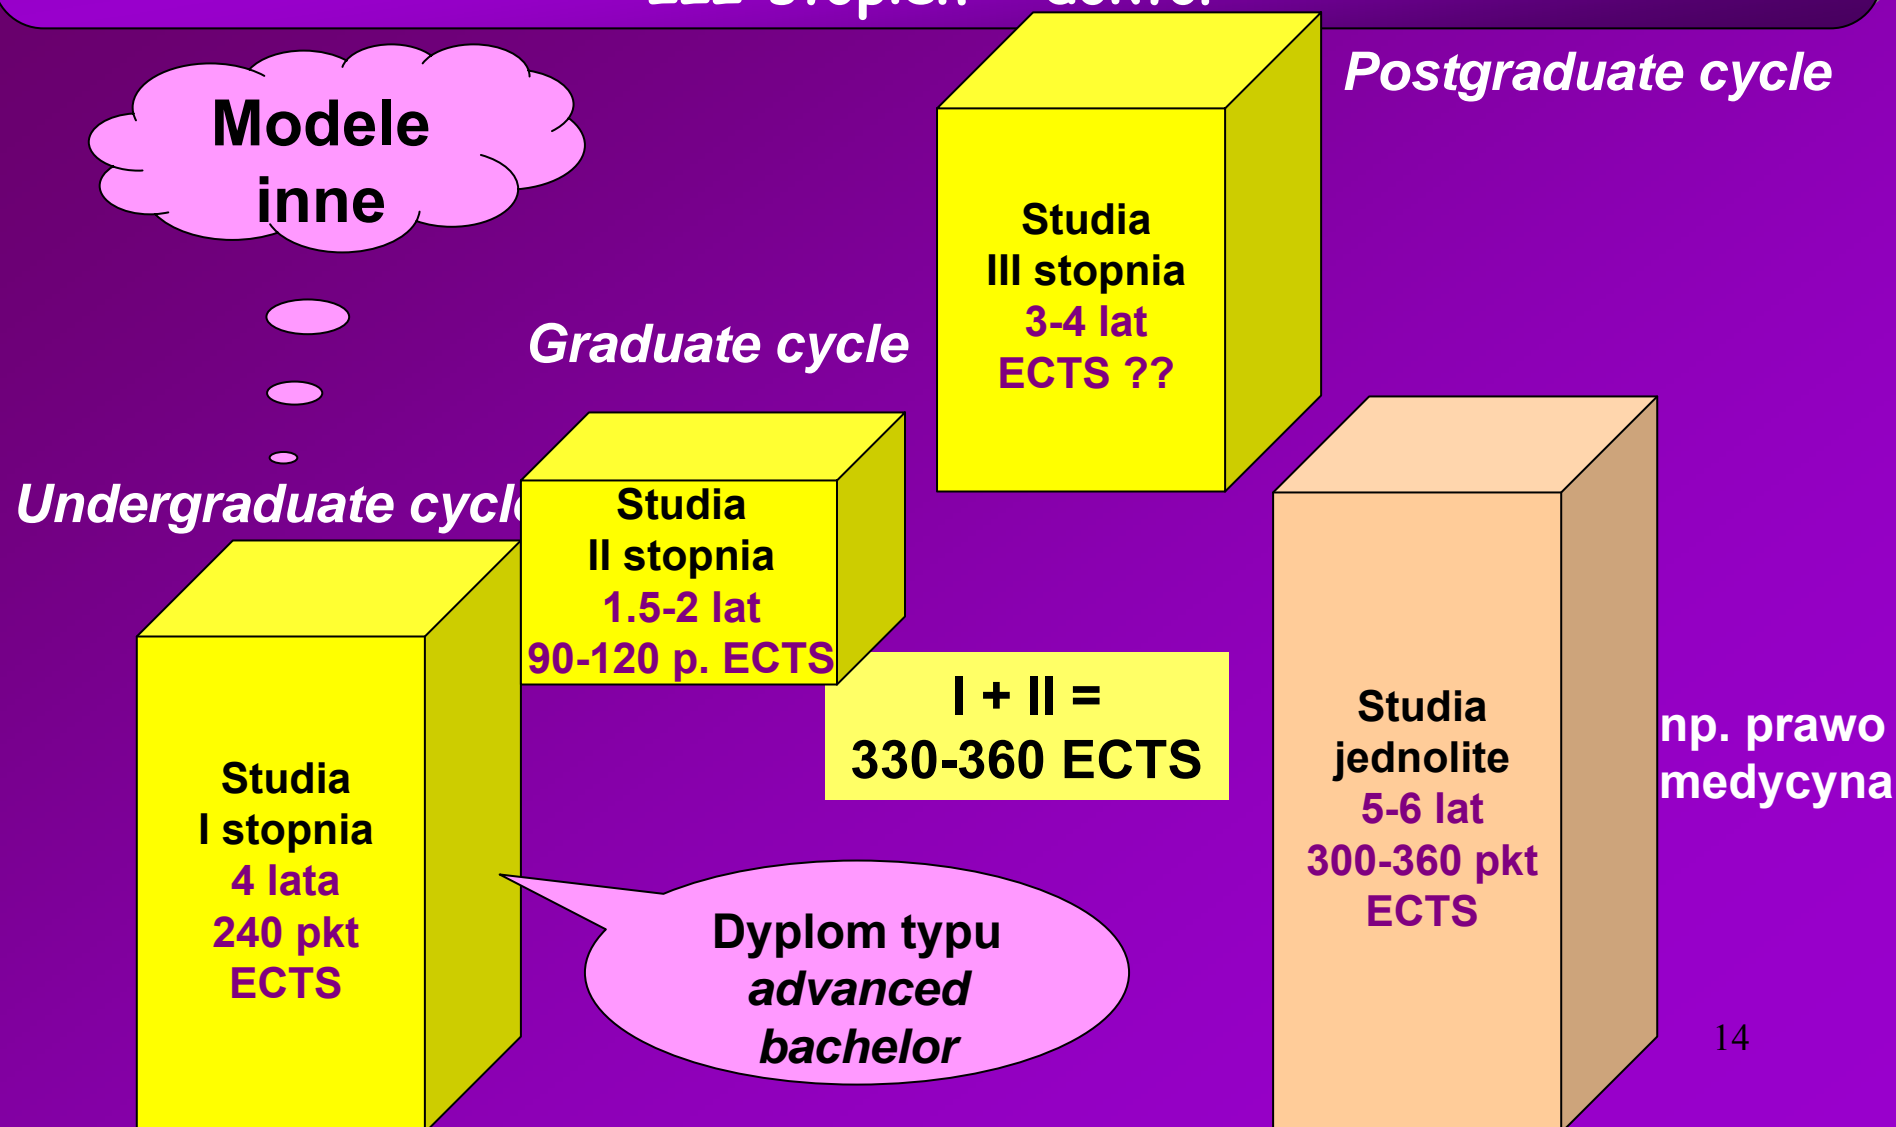 Postgraduate cycle
Modele
inne
Studia
III stopnia
3-4 lat
ECTS ??
Graduate cycle
Undergraduate cycle
Studia
II stopnia
1.5-2 lat
90-120 p. ECTS
I + II =
330-360 ECTS
Studia
I stopnia
4 lata
240 pkt
ECTS
Studia
jednolite
5-6 lat
300-360 pkt
ECTS
np. prawo
medycyna
Dyplom typu
advanced
bachelor
14